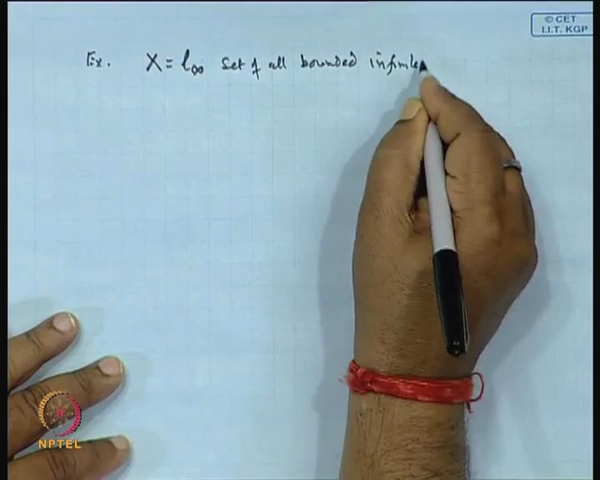 © CET
I.I.T. KGP
Ex. X = l∞ set of all bounded infinite
NPTEL